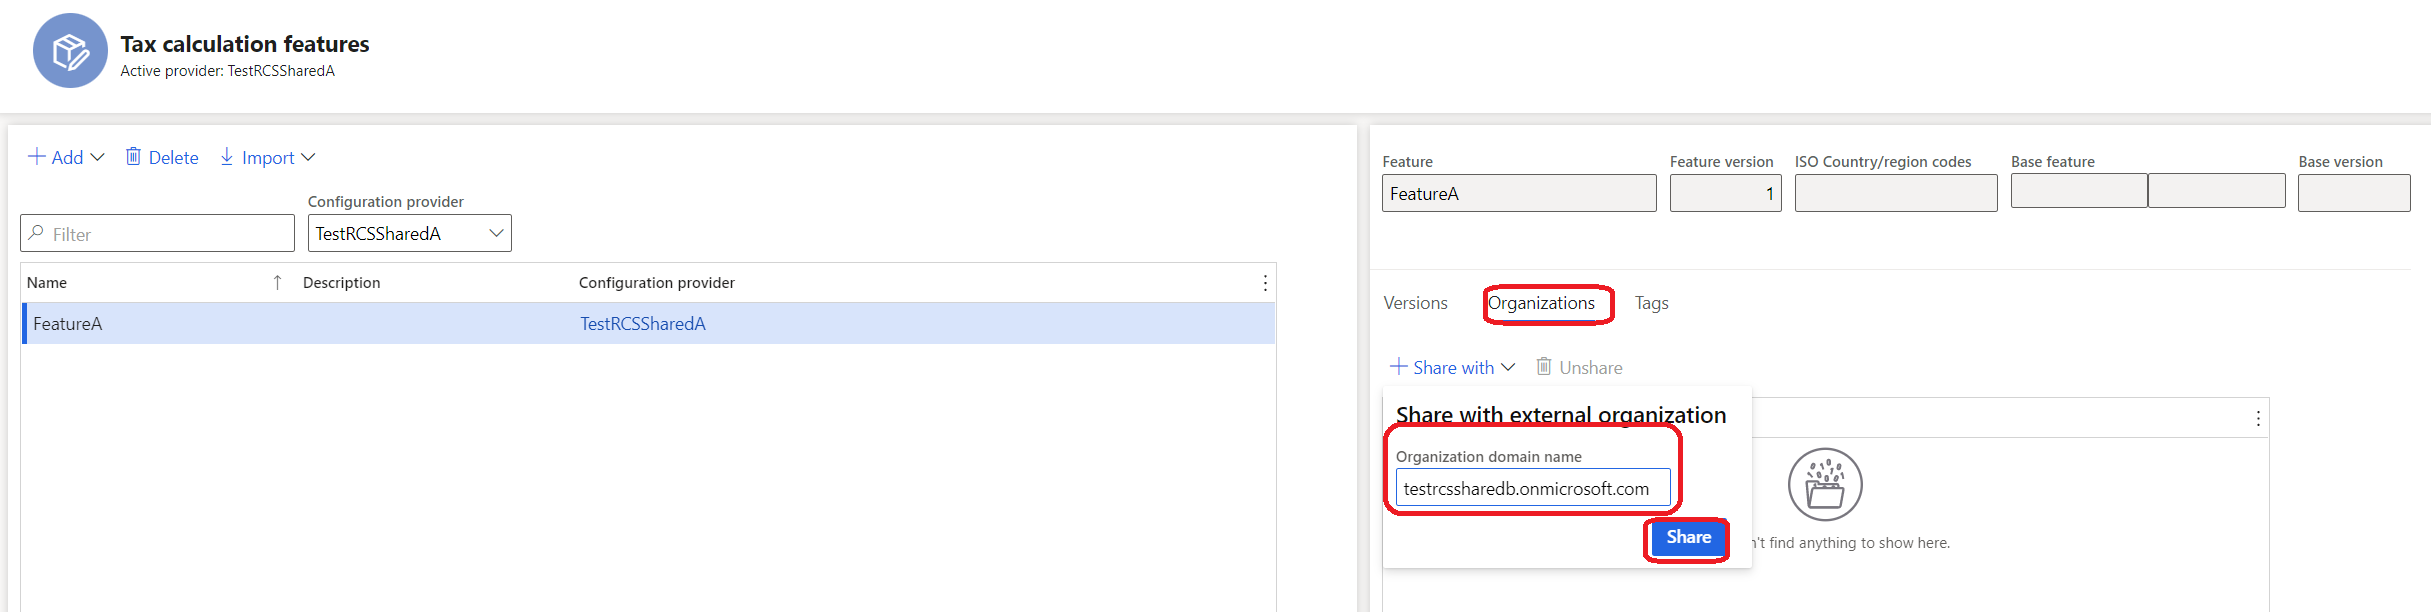 Tax calculation features
Active provider: TestRCSSharedA
Add
Delete
Import
Configuration provider
Filter
TestRCSSharedA
Name
Description
Configuration provider
FeatureA
TestRCSSharedA
Feature
Feature version
ISO Country/region codes
Base feature
Base version
FeatureA
1
Versions
Organizations
Tags
Share with
Unshare
Share with external organization
Organization domain name
testrcssharedb.onmicrosoft.com
Share
't find anything to show here.